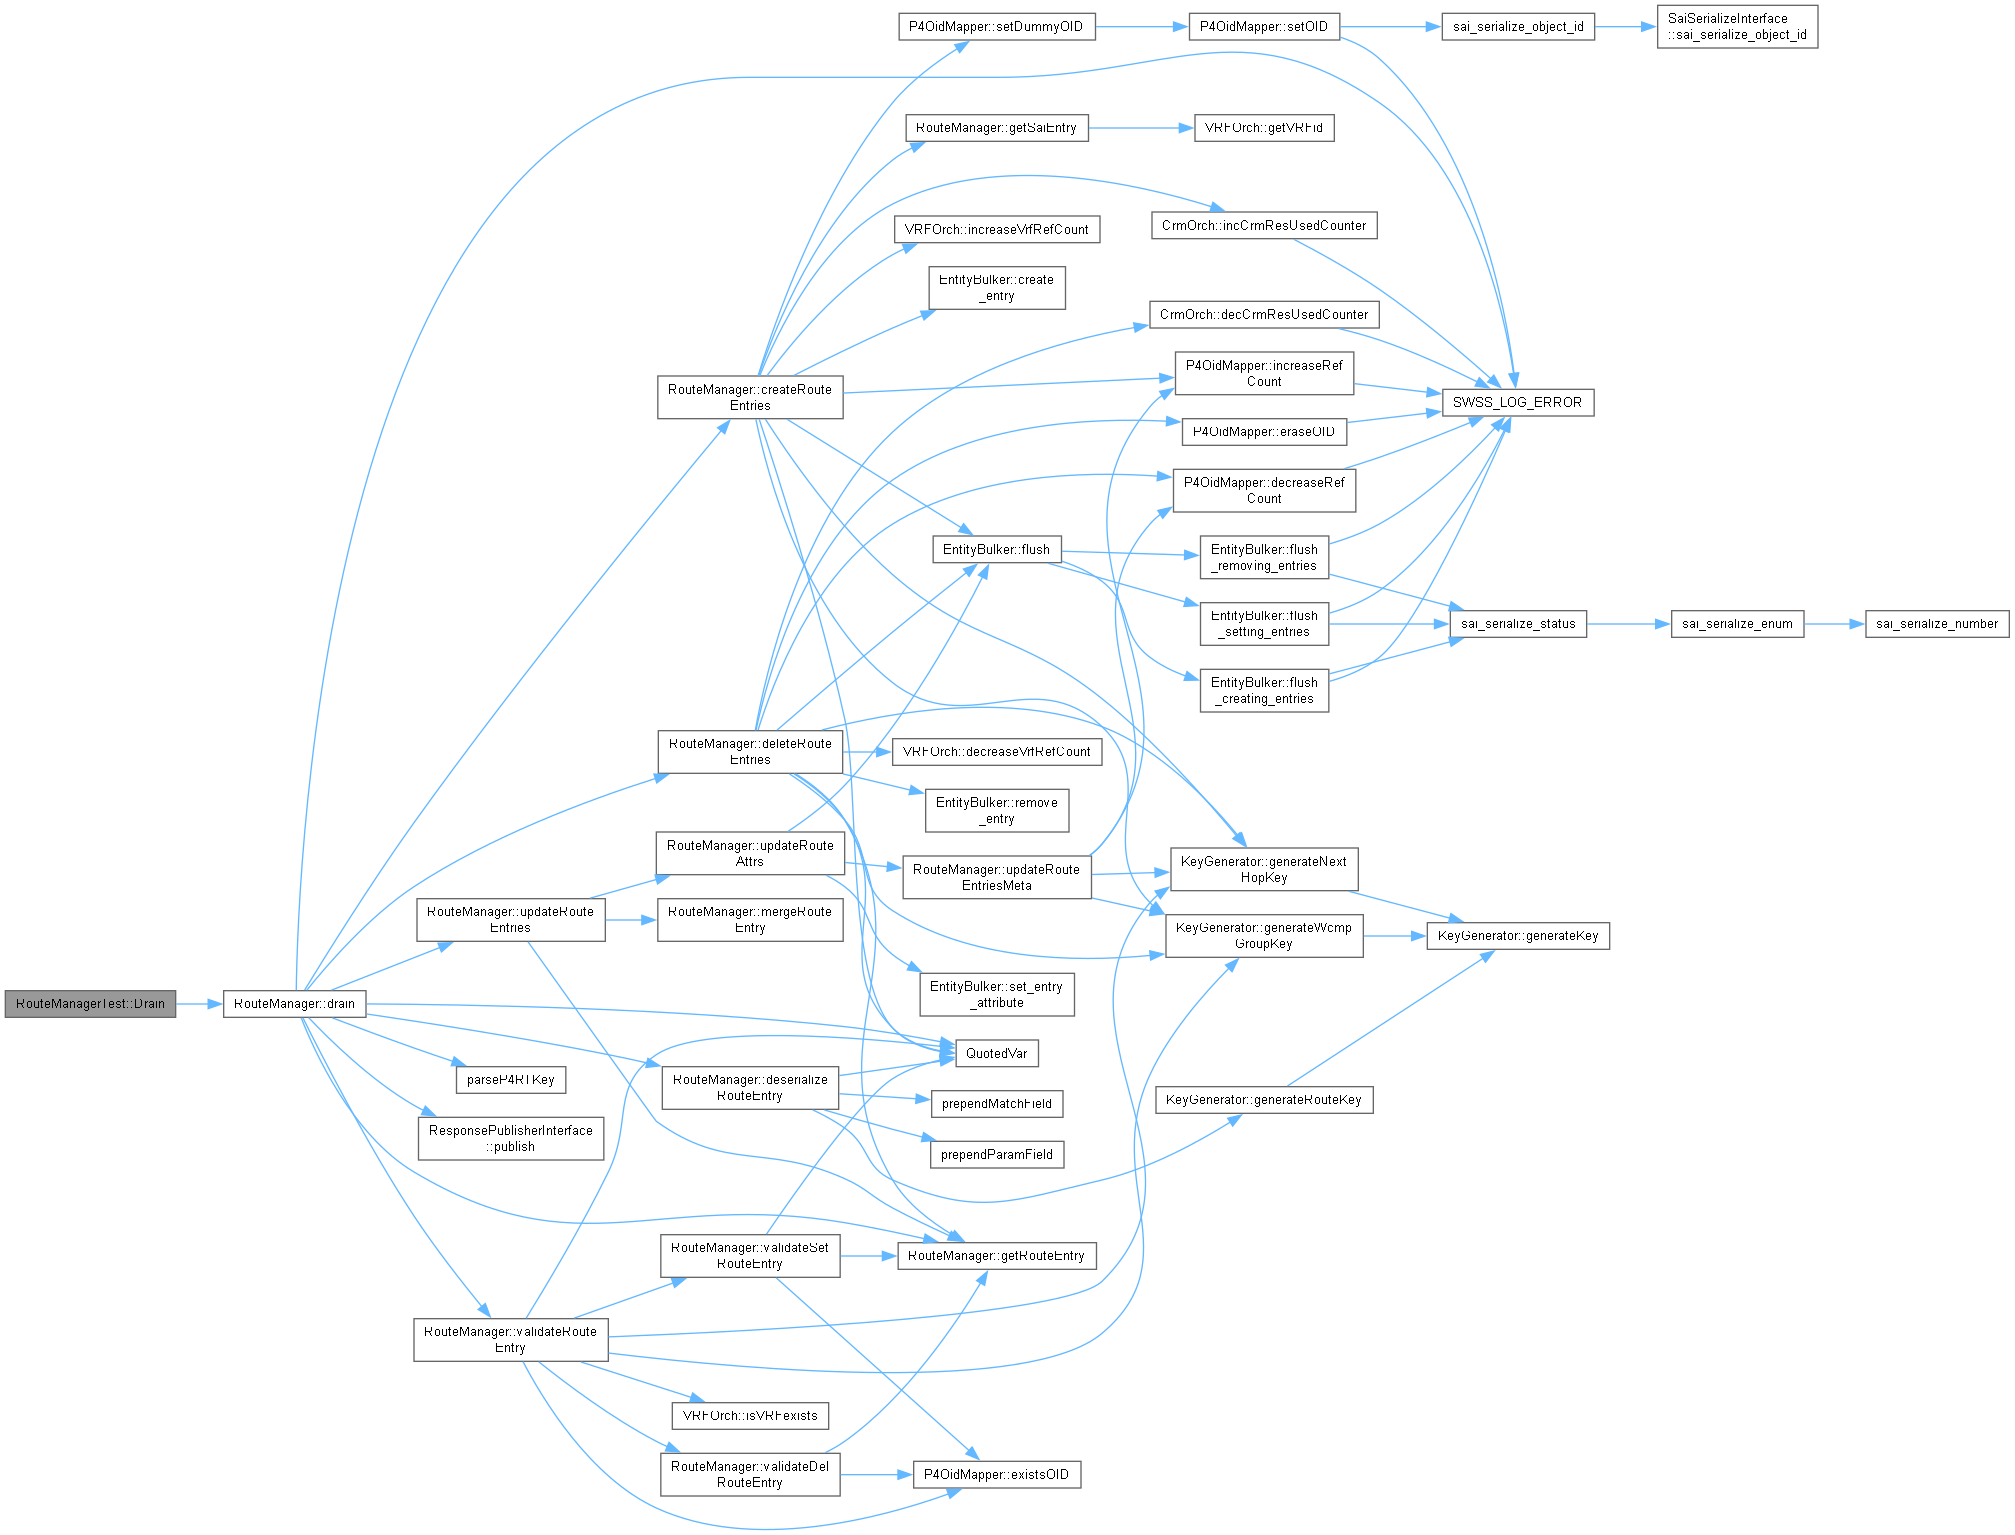 P4OidMapper::setDummyOID
P4OidMapper::setOID
sai_serialize_object_id
SaiSerializeInterface
::sai_serialize_object_id
RouteManager::getSaiEntry
VRFOrch::getVRFid
CrmOrch::incCrmResUsedCounter
VRFOrch::increaseVrfRefCount
EntityBulker::create
_entry
CrmOrch::decCrmResUsedCounter
P4OidMapper::increaseRef
Count
RouteManager::createRoute
Entries
SWSS_LOG_ERROR
P4OidMapper::eraseOID
P4OidMapper::decreaseRef
Count
EntityBulker::flush
EntityBulker::flush
_removing_entries
EntityBulker::flush
_setting_entries
sai_serialize_status
sai_serialize_enum
sai_serialize_number
EntityBulker::flush
_creating_entries
RouteManager::deleteRoute
Entries
VRFOrch::decreaseVrfRefCount
EntityBulker::remove
_entry
RouteManager::updateRoute
Attrs
RouteManager::updateRoute
EntriesMeta
KeyGenerator::generateNext
HopKey
RouteManager::updateRoute
Entries
RouteManager::mergeRoute
Entry
KeyGenerator::generateWcmp
GroupKey
KeyGenerator::generateKey
RouteManagerTest::Drain
RouteManager::drain
EntityBulker::set_entry
_attribute
QuotedVar
parseP4RTKey
RouteManager::deserialize
RouteEntry
prependMatchField
KeyGenerator::generateRouteKey
ResponsePublisherInterface
::publish
prependParamField
RouteManager::validateSet
RouteEntry
RouteManager::getRouteEntry
RouteManager::validateRoute
Entry
VRFOrch::isVRFexists
RouteManager::validateDel
RouteEntry
P4OidMapper::existsOID